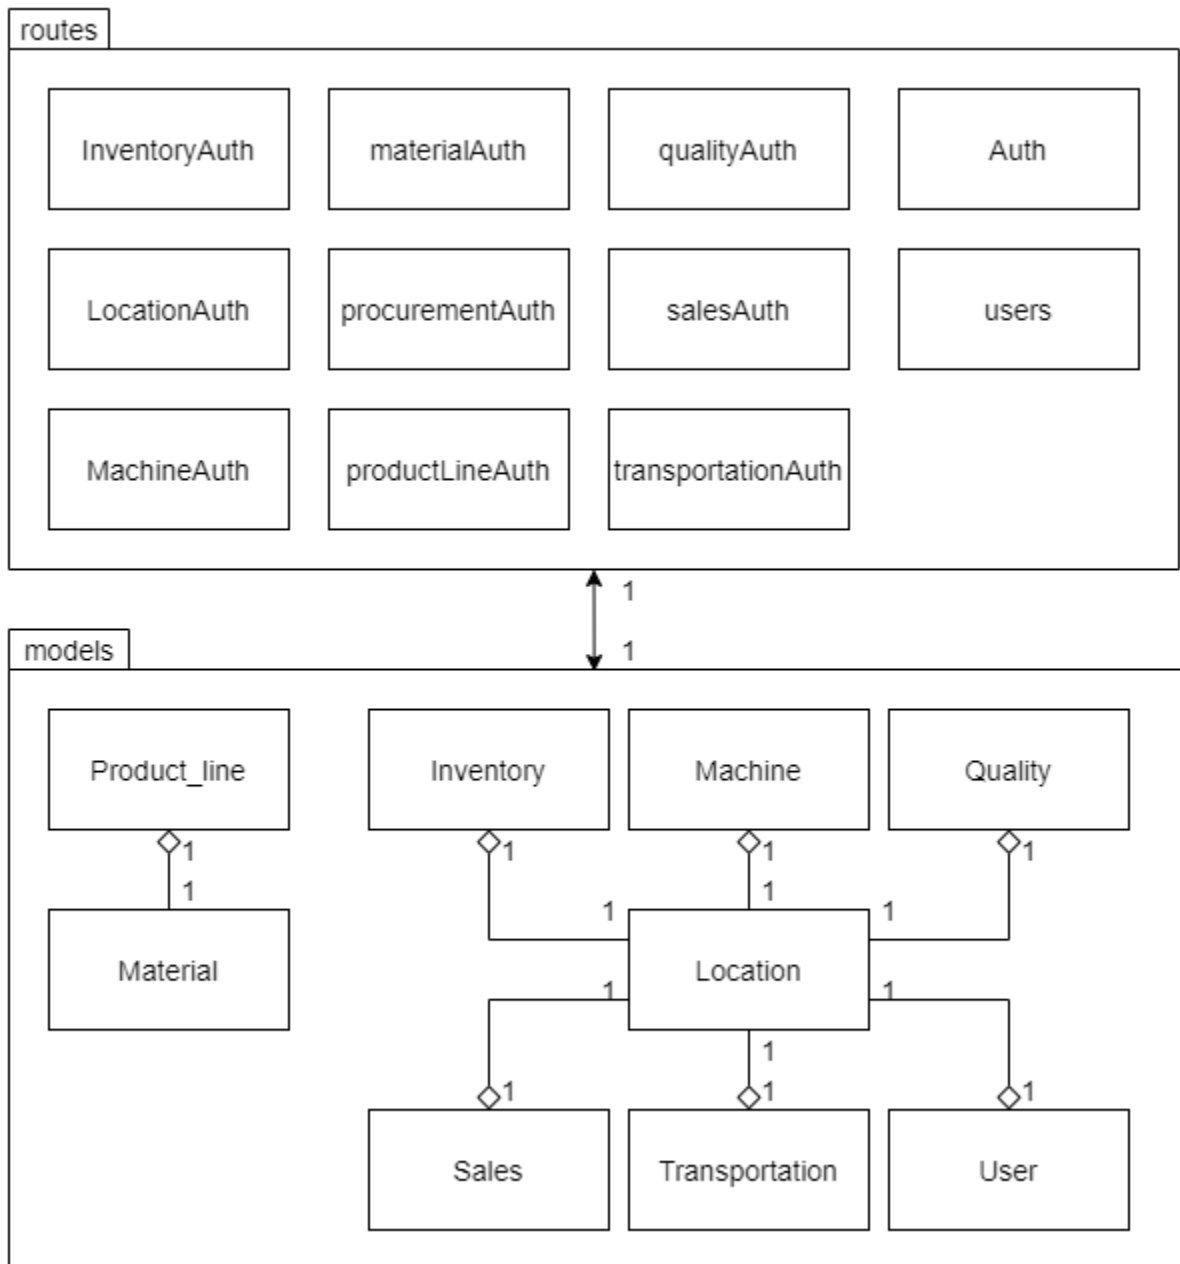 routes
InventoryAuth
materialAuth
qualityAuth
Auth
LocationAuth
procurementAuth
salesAuth
users
MachineAuth
productLineAuth
transportationAuth
1
1
models
Product_line
Inventory
Machine
Quality
1
1
1
1
1
1
1
1
Material
Location
1
1
1
1
1
1
Sales
Transportation
User